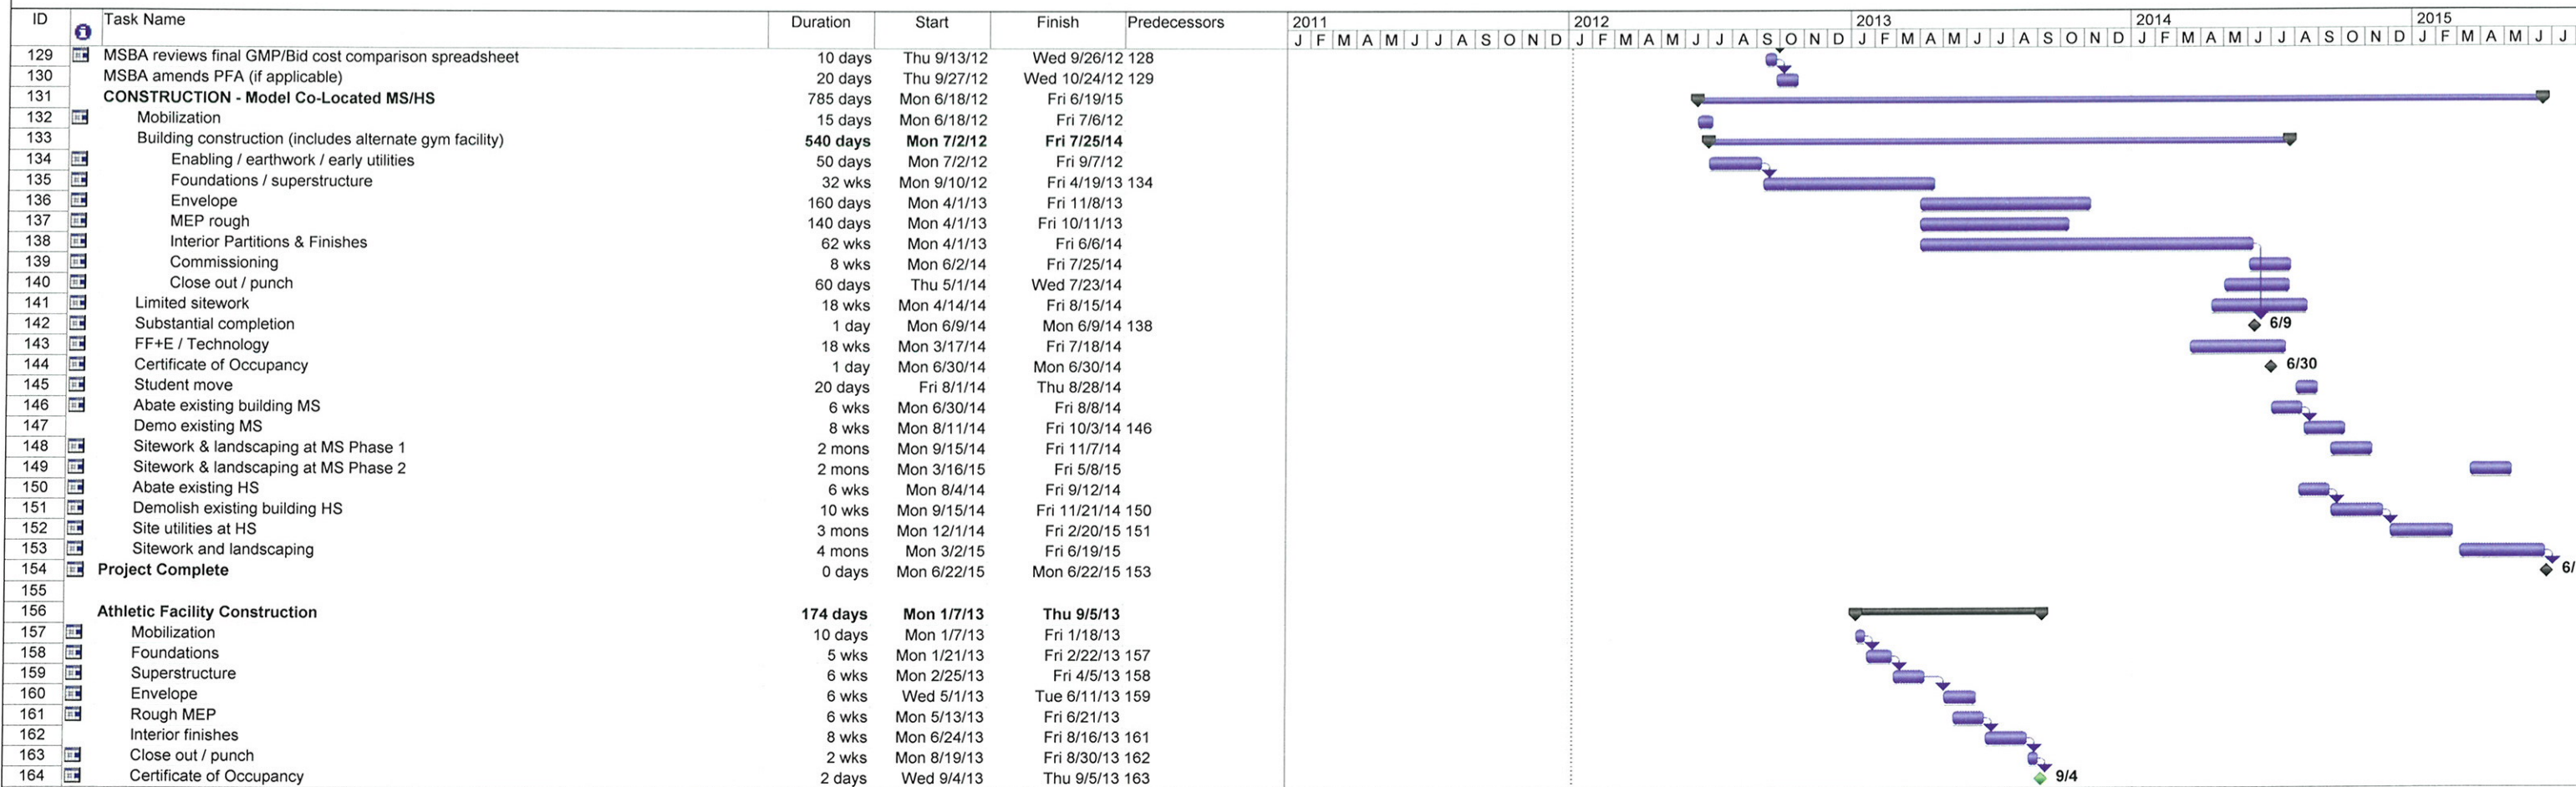 ID Task Name Duration Start Finish Predecessors 2011 2012 2013 2014 2015
J F M A M J J A S O N D J F M A M J J A S O N D J F M A M J J A S O N D J F M A M J J A S O N D J F M A M J J
129 MSBA reviews final GMP/Bid cost comparison spreadsheet 10 days Thu 9/13/12 Wed 9/26/12 128
130 MSBA amends PFA (if applicable) 20 days Thu 9/27/12 Wed 10/24/12 129
131 CONSTRUCTION - Model Co-Located MS/HS 785 days Mon 6/18/12 Fri 6/19/15
132 Mobilization 15 days Mon 6/18/12 Fri 7/6/12
133 Building construction (includes alternate gym facility) 540 days Mon 7/2/12 Fri 7/25/14
134 Enabling / earthwork / early utilities 50 days Mon 7/2/12 Fri 9/7/12
135 Foundations / superstructure 32 wks Mon 9/10/12 Fri 4/19/13 134
136 Envelope 160 days Mon 4/1/13 Fri 11/8/13
137 MEP rough 140 days Mon 4/1/13 Fri 10/11/13
138 Interior Partitions & Finishes 62 wks Mon 4/1/13 Fri 6/6/14
139 Commissioning 8 wks Mon 6/2/14 Fri 7/25/14
140 Close out / punch 60 days Thu 5/1/14 Wed 7/23/14
141 Limited sitework 18 wks Mon 4/14/14 Fri 8/15/14
142 Substantial completion 1 day Mon 6/9/14 Mon 6/9/14 138 6/9
143 FF+E / Technology 18 wks Mon 3/17/14 Fri 7/18/14
144 Certificate of Occupancy 1 day Mon 6/30/14 Mon 6/30/14 6/30
145 Student move 20 days Fri 8/1/14 Thu 8/28/14
146 Abate existing building MS 6 wks Mon 6/30/14 Fri 8/8/14
147 Demo existing MS 8 wks Mon 8/11/14 Fri 10/3/14 146
148 Sitework & landscaping at MS Phase 1 2 mons Mon 9/15/14 Fri 11/7/14
149 Sitework & landscaping at MS Phase 2 2 mons Mon 3/16/15 Fri 5/8/15
150 Abate existing HS 6 wks Mon 8/4/14 Fri 9/12/14
151 Demolish existing building HS 10 wks Mon 9/15/14 Fri 11/21/14 150
152 Site utilities at HS 3 mons Mon 12/1/14 Fri 2/20/15 151
153 Sitework and landscaping 4 mons Mon 3/2/15 Fri 6/19/15
154 Project Complete 0 days Mon 6/22/15 Mon 6/22/15 153 6/
155
156 Athletic Facility Construction 174 days Mon 1/7/13 Thu 9/5/13
157 Mobilization 10 days Mon 1/7/13 Fri 1/18/13
158 Foundations 5 wks Mon 1/21/13 Fri 2/22/13 157
159 Superstructure 6 wks Mon 2/25/13 Fri 4/5/13 158
160 Envelope 6 wks Wed 5/1/13 Tue 6/11/13 159
161 Rough MEP 6 wks Mon 5/13/13 Fri 6/21/13
162 Interior finishes 8 wks Mon 6/24/13 Fri 8/16/13 161
163 Close out / punch 2 wks Mon 8/19/13 Fri 8/30/13 162
164 Certificate of Occupancy 2 days Wed 9/4/13 Thu 9/5/13 163 9/4